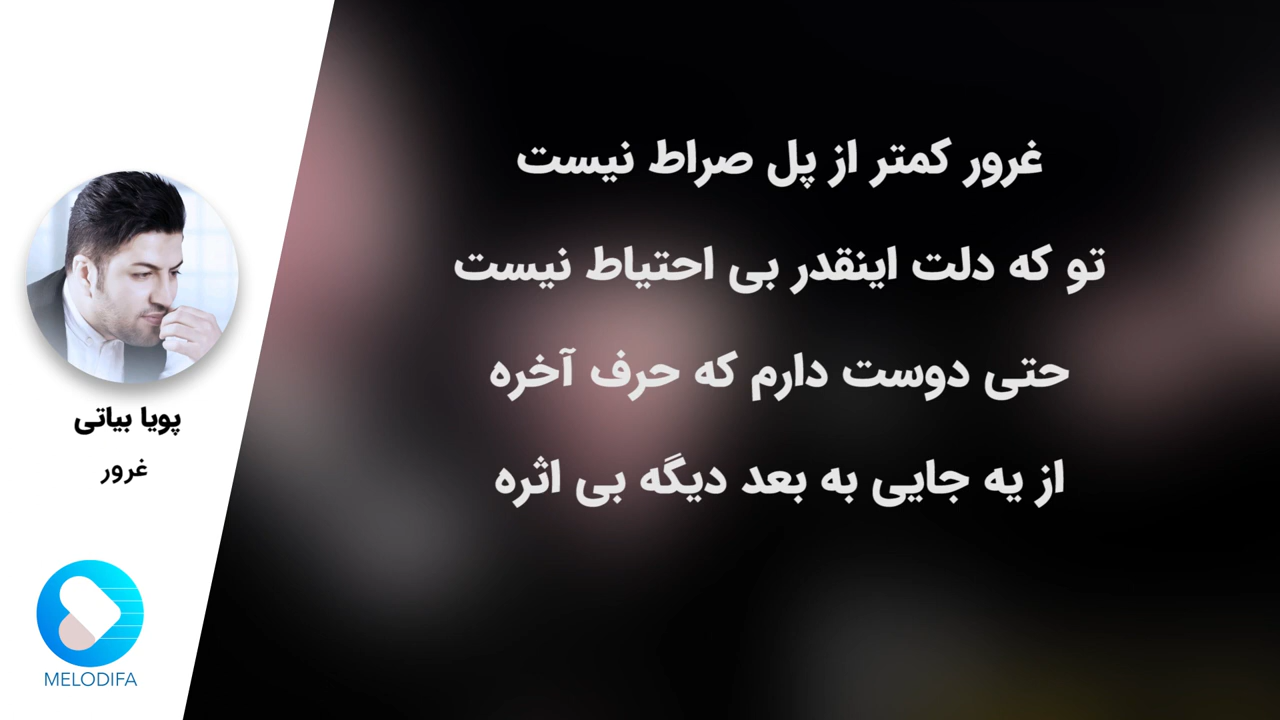 غرور کمتر از پل صراط نیست
تو که دلت اینقدر بی احتیاط نیست
حتی دوست دارم که حرف آخره
از یه جایی به بعد دیگه بی اثره
پویا بیاتی
غرور
MELODIFA